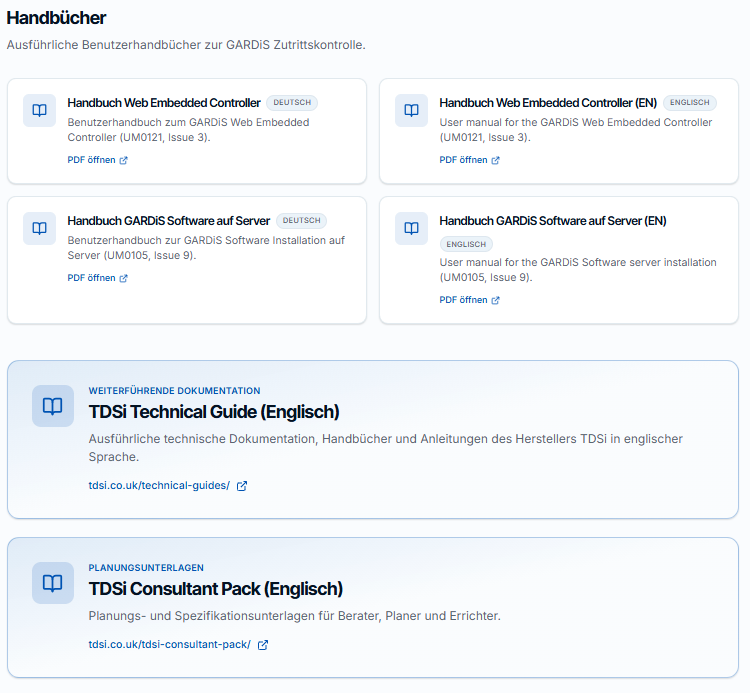 Handbücher
Ausführliche Benutzerhandbücher zur GARDiS Zutrittskontrolle.
Handbuch Web Embedded Controller DEUTSCH
Benutzerhandbuch zum GARDiS Web Embedded
Controller (UM0121, Issue 3).
PDF öffnen
Handbuch Web Embedded Controller (EN) ENGLISCH
User manual for the GARDiS Web Embedded Controller
(UM0121, Issue 3).
PDF öffnen
Handbuch GARDiS Software auf Server DEUTSCH
Benutzerhandbuch zur GARDiS Software Installation auf
Server (UM0105, Issue 9).
PDF öffnen
Handbuch GARDiS Software auf Server (EN)
ENGLISCH
User manual for the GARDiS Software server installation
(UM0105, Issue 9).
PDF öffnen
WEITERFÜHRENDE DOKUMENTATION
TDSi Technical Guide (Englisch)
Ausführliche technische Dokumentation, Handbücher und Anleitungen des Herstellers TDSi in englischer
Sprache.
tdsi.co.uk/technical-guides/
PLANUNGSUNTERLAGEN
TDSi Consultant Pack (Englisch)
Planungs- und Spezifikationsunterlagen für Berater, Planer und Errichter.
tdsi.co.uk/tdsi-consultant-pack/